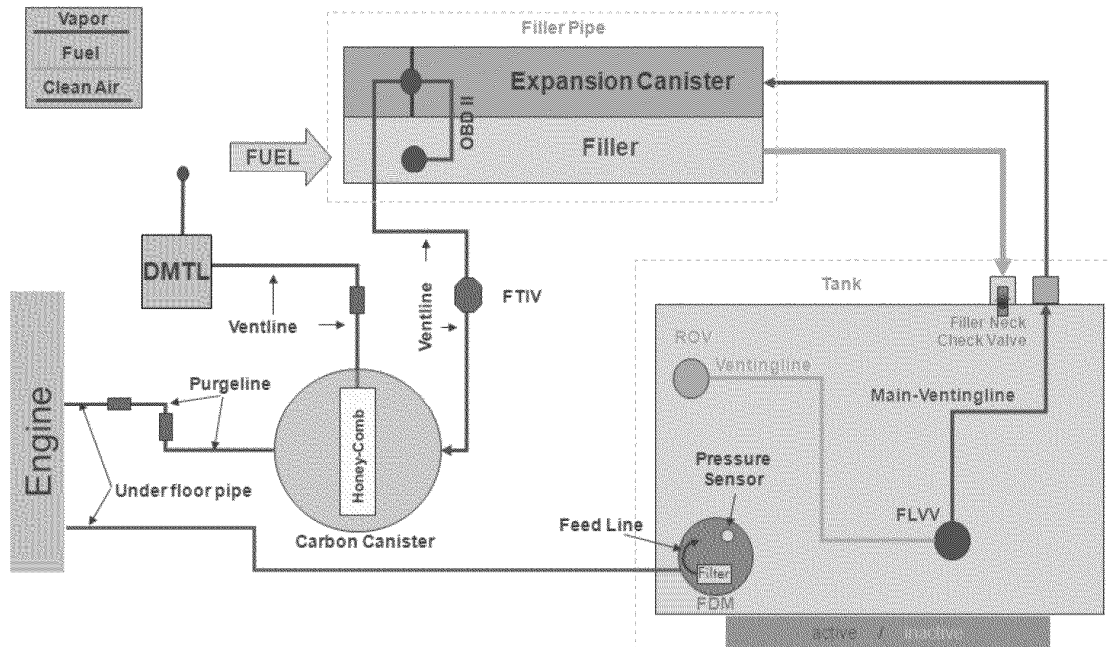 Vapor
Fuel
Clean Air
Filler Pipe
Expansion Canister
OBD II
Filler
FUEL
DMTL
Ventline
Ventline
FTIV
Tank
Filler Neck
Check Valve
ROV
Ventingline
Main-Ventingline
Engine
Purgeline
Honey-Comb
Under floor pipe
Carbon Canister
Pressure
Sensor
FLVV
Feed Line
Filter
FDM
active / inactive